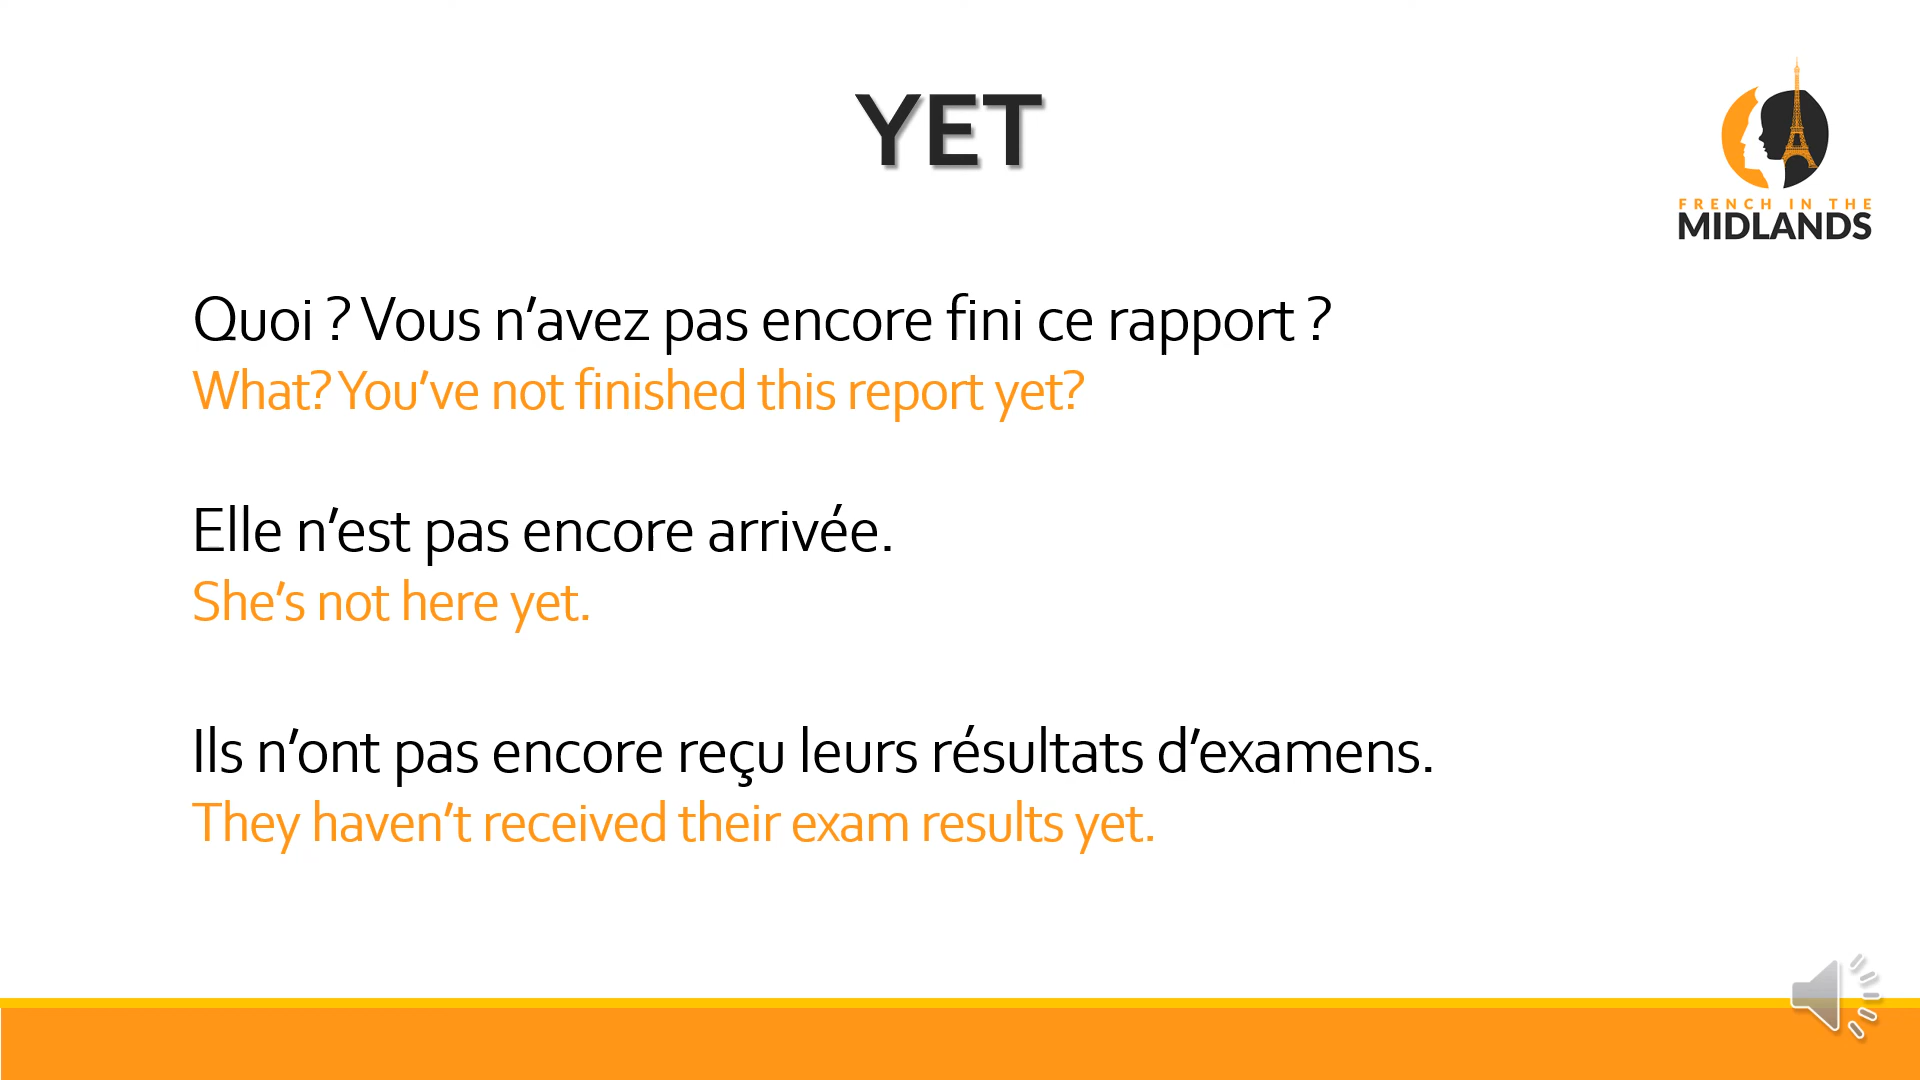 YET
FRENCH IN THE
MIDLANDS
Quoi ? Vous n’avez pas encore fini ce rapport ?
What? You’ve not finished this report yet?
Elle n’est pas encore arrivée.
She’s not here yet.
Ils n’ont pas encore reçu leurs résultats d’examens.
They haven’t received their exam results yet.